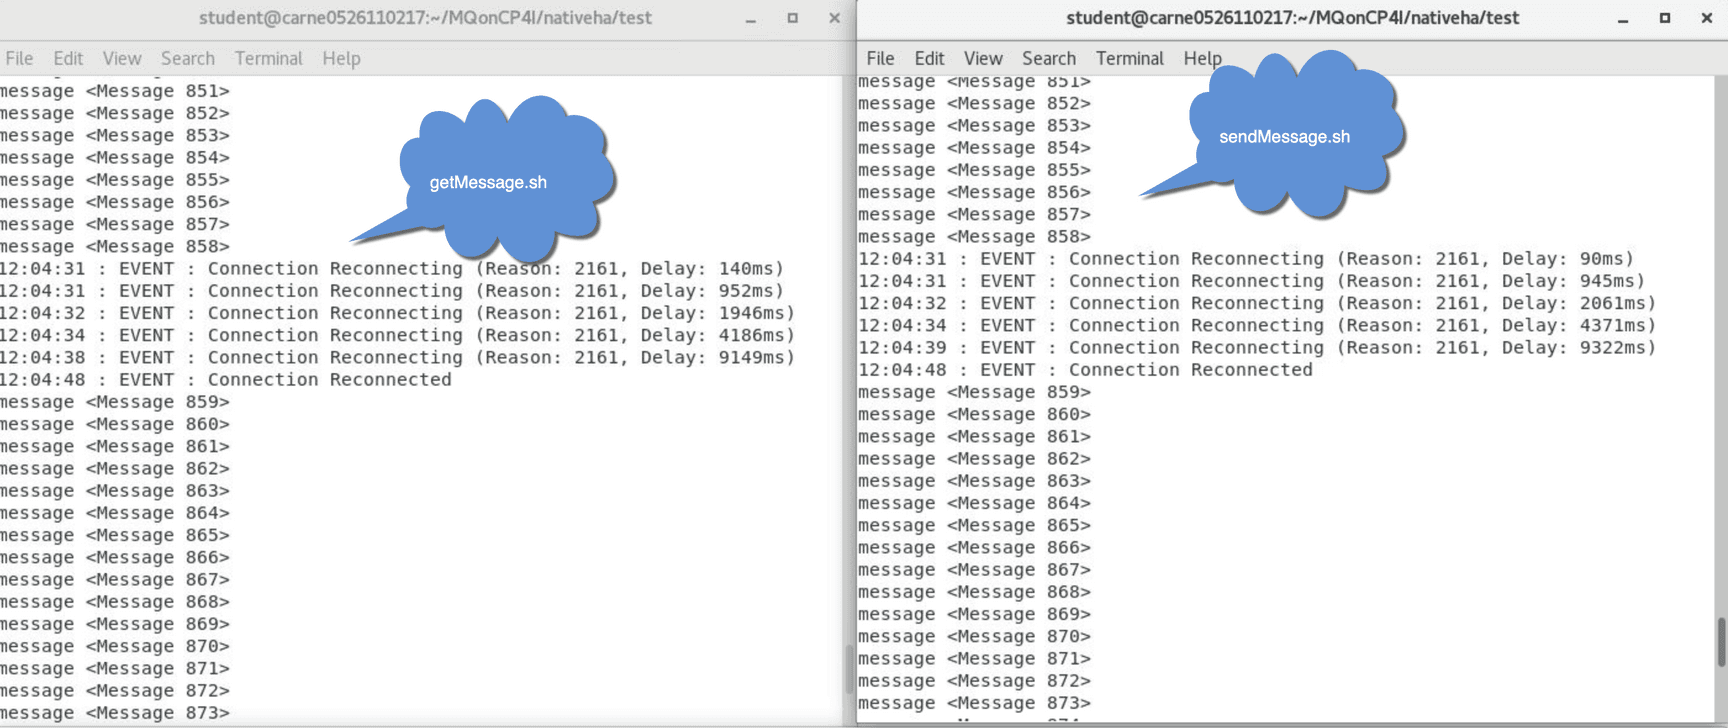 student@carne0526110217:~/MQonCP4I/nativeha/test
File Edit View Search Terminal Help
message <Message 851>
message <Message 852>
message <Message 853>
message <Message 854>
message <Message 855>
message <Message 856>
message <Message 857>
message <Message 858>
12:04:31 : EVENT : Connection Reconnecting (Reason: 2161, Delay: 140ms)
12:04:31 : EVENT : Connection Reconnecting (Reason: 2161, Delay: 952ms)
12:04:32 : EVENT : Connection Reconnecting (Reason: 2161, Delay: 1946ms)
12:04:34 : EVENT : Connection Reconnecting (Reason: 2161, Delay: 4186ms)
12:04:38 : EVENT : Connection Reconnecting (Reason: 2161, Delay: 9149ms)
12:04:48 : EVENT : Connection Reconnected
message <Message 859>
message <Message 860>
message <Message 861>
message <Message 862>
message <Message 863>
message <Message 864>
message <Message 865>
message <Message 866>
message <Message 867>
message <Message 868>
message <Message 869>
message <Message 870>
message <Message 871>
message <Message 872>
message <Message 873>
getMessage.sh
student@carne0526110217:~/MQonCP4I/nativeha/test
File Edit View Search Terminal Help
message <Message 851>
message <Message 852>
message <Message 853>
message <Message 854>
message <Message 855>
message <Message 856>
message <Message 857>
message <Message 858>
12:04:31 : EVENT : Connection Reconnecting (Reason: 2161, Delay: 90ms)
12:04:31 : EVENT : Connection Reconnecting (Reason: 2161, Delay: 945ms)
12:04:32 : EVENT : Connection Reconnecting (Reason: 2161, Delay: 2061ms)
12:04:34 : EVENT : Connection Reconnecting (Reason: 2161, Delay: 4371ms)
12:04:39 : EVENT : Connection Reconnecting (Reason: 2161, Delay: 9322ms)
12:04:48 : EVENT : Connection Reconnected
message <Message 859>
message <Message 860>
message <Message 861>
message <Message 862>
message <Message 863>
message <Message 864>
message <Message 865>
message <Message 866>
message <Message 867>
message <Message 868>
message <Message 869>
message <Message 870>
message <Message 871>
message <Message 872>
message <Message 873>
sendMessage.sh